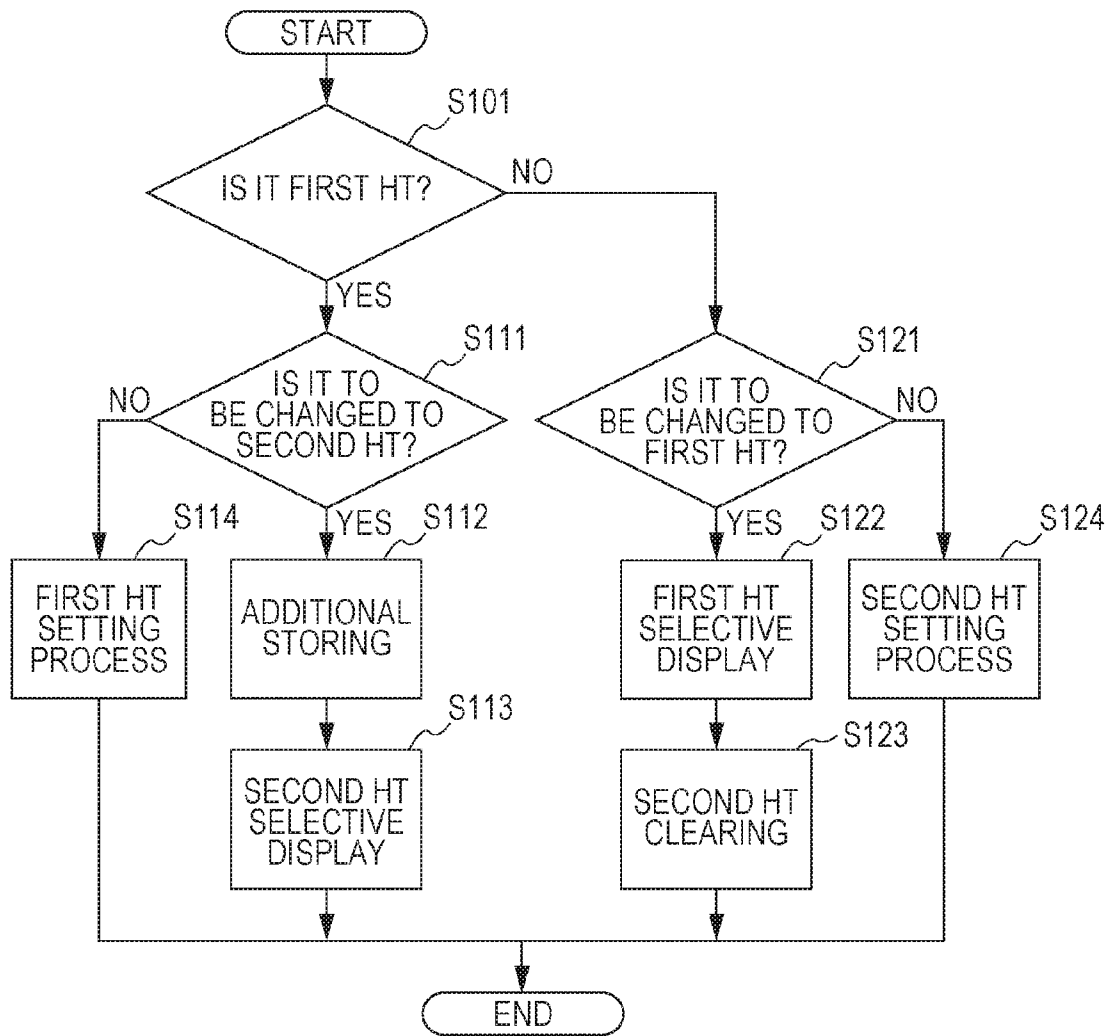 START
S101
IS IT FIRST HT?
NO
YES
S111
IS IT TO
BE CHANGED TO
SECOND HT?
NO
YES
S121
IS IT TO
BE CHANGED TO
FIRST HT?
NO
YES
S114
FIRST HT
SETTING
PROCESS
S112
ADDITIONAL
STORING
S122
FIRST HT
SELECTIVE
DISPLAY
S124
SECOND HT
SETTING
PROCESS
S113
SECOND HT
SELECTIVE
DISPLAY
S123
SECOND HT
CLEARING
END